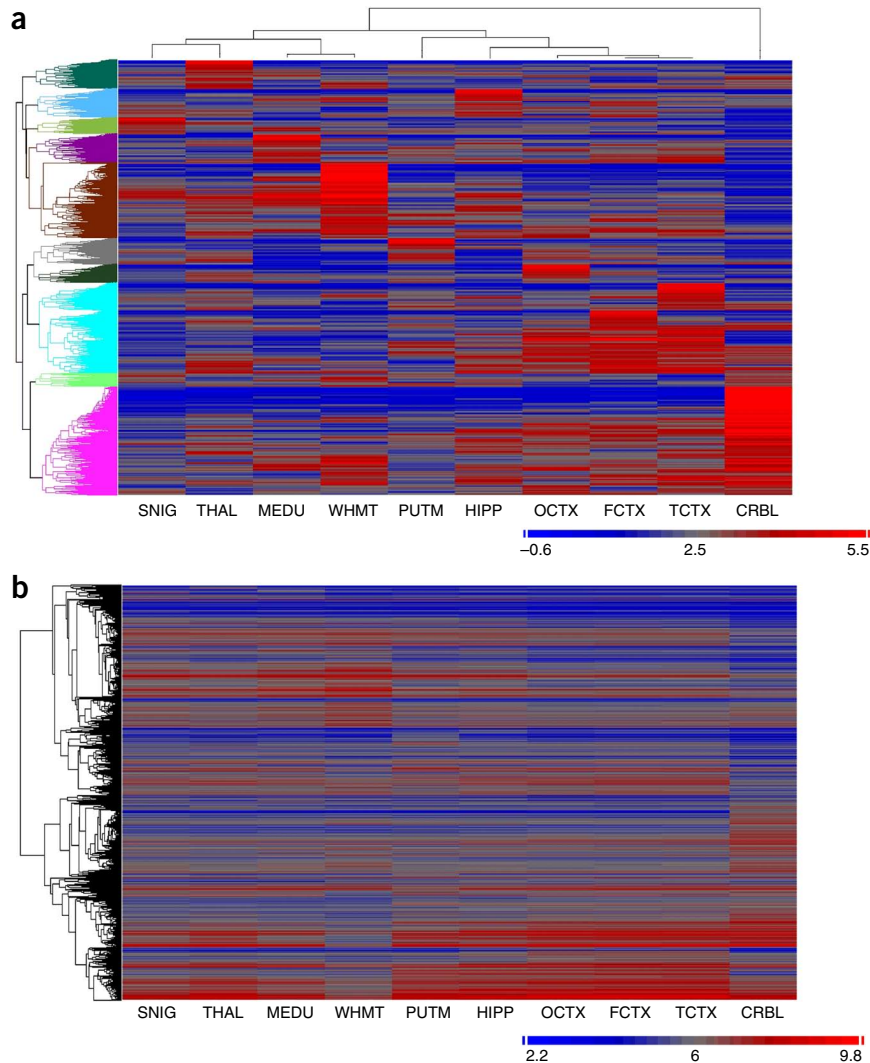 a
SNIG THAL MEDU WHMT PUTM HIPP OCTX FCTX TCTX CRBL
–0.6 2.5 5.5
b
SNIG THAL MEDU WHMT PUTM HIPP OCTX FCTX TCTX CRBL
2.2 6 9.8